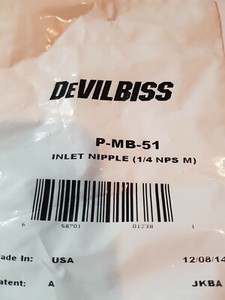 DEVILBISS
P-MB-51
INLET NIPPLE (1/4 NPS M)
6 58701 01238 1
ade In: USA 12/08/14
atent: A JKBA